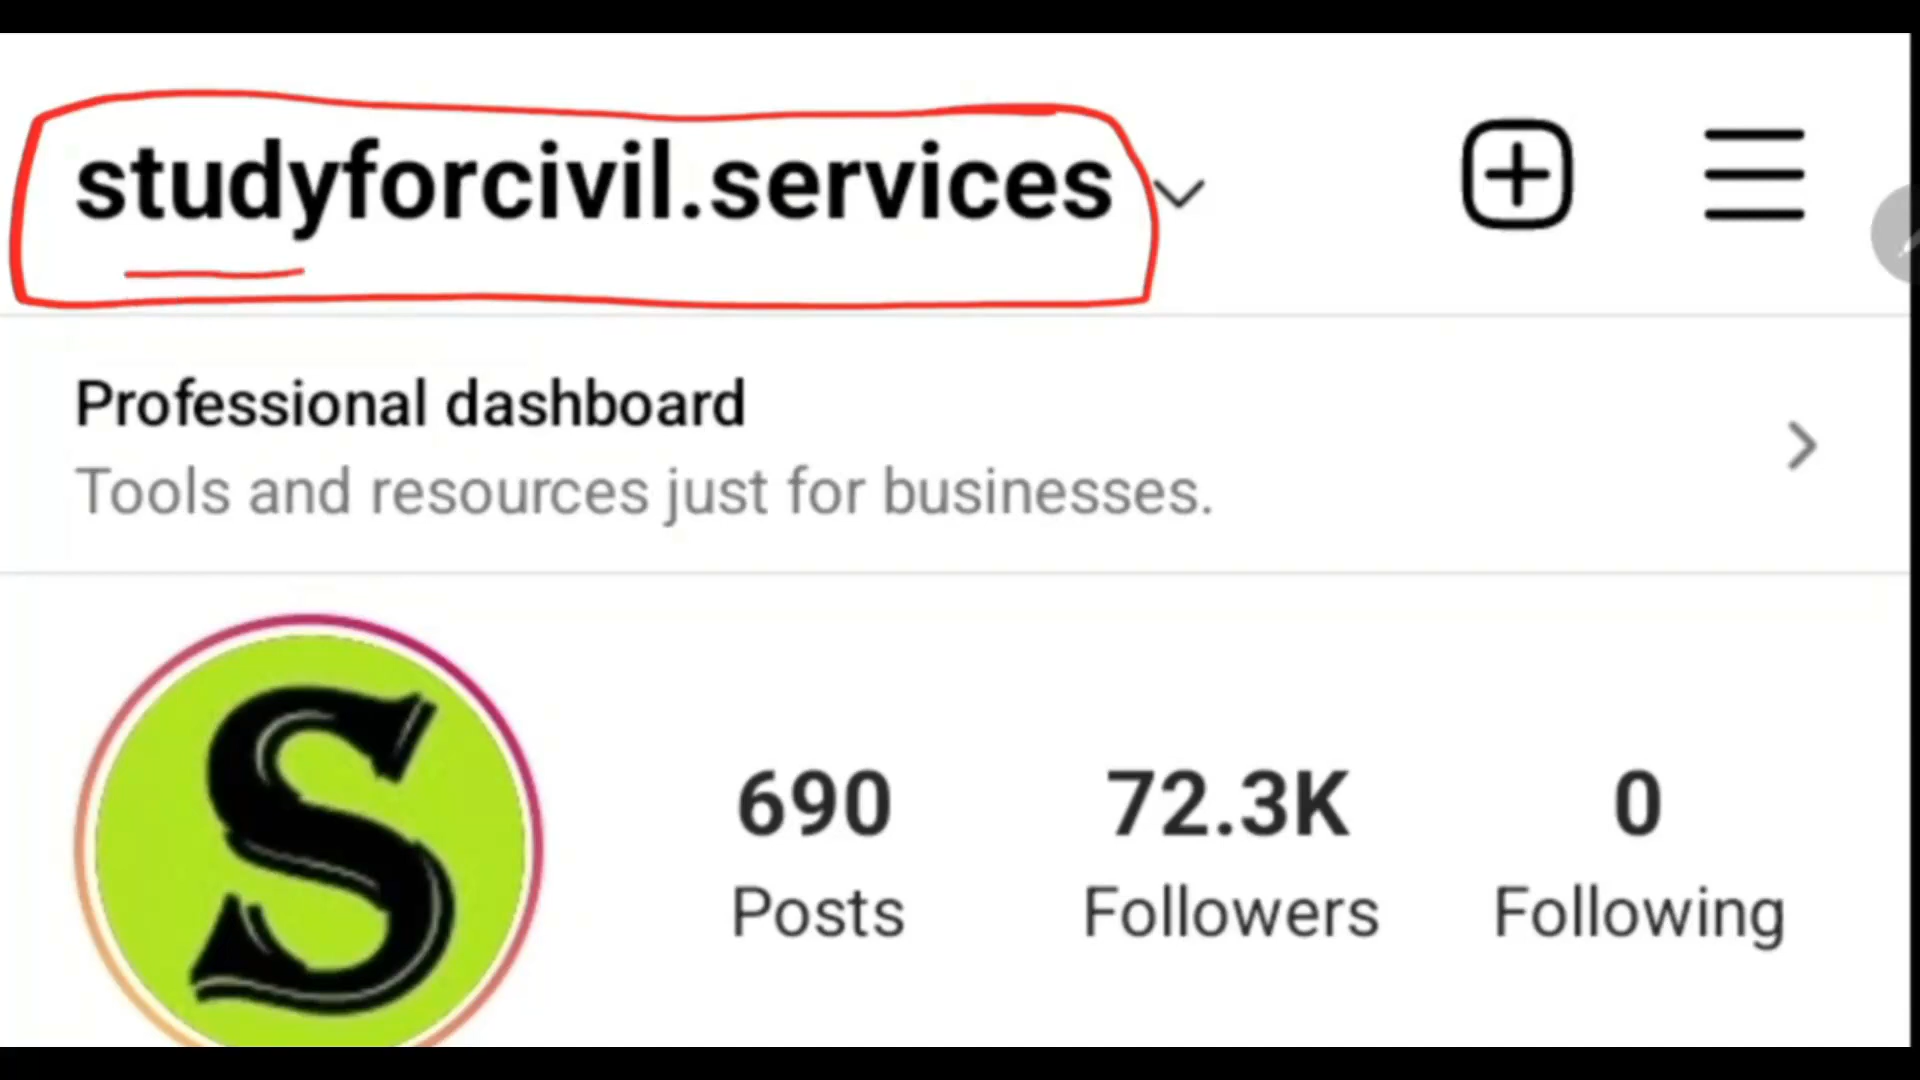 studyforcivil.services
Professional dashboard
Tools and resources just for businesses.
S
690 72.3K 0
Posts Followers Following